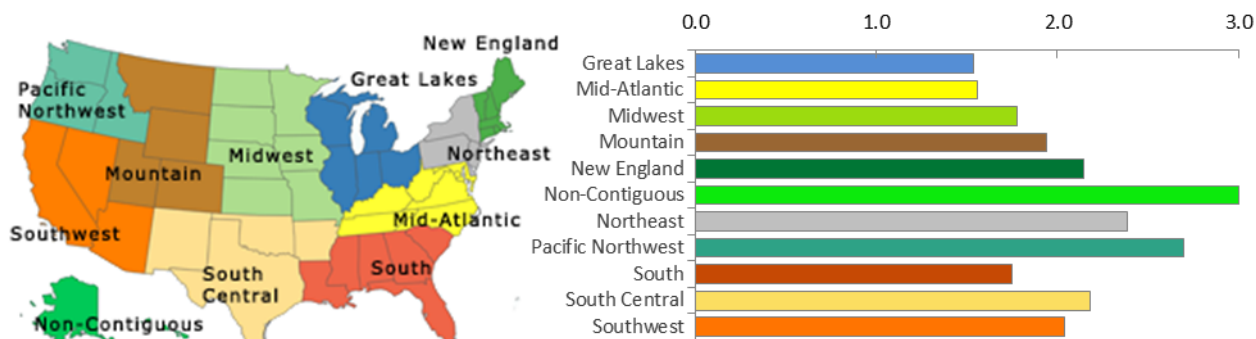 New England
Great Lakes
Pacific
Northwest
Midwest
Northeast
Mountain
Mid-Atlantic
Southwest
South
South
Central
Non-Contiguous
0.0 1.0 2.0 3.0
Great Lakes
Mid-Atlantic
Midwest
Mountain
New England
Non-Contiguous
Northeast
Pacific Northwest
South
South Central
Southwest